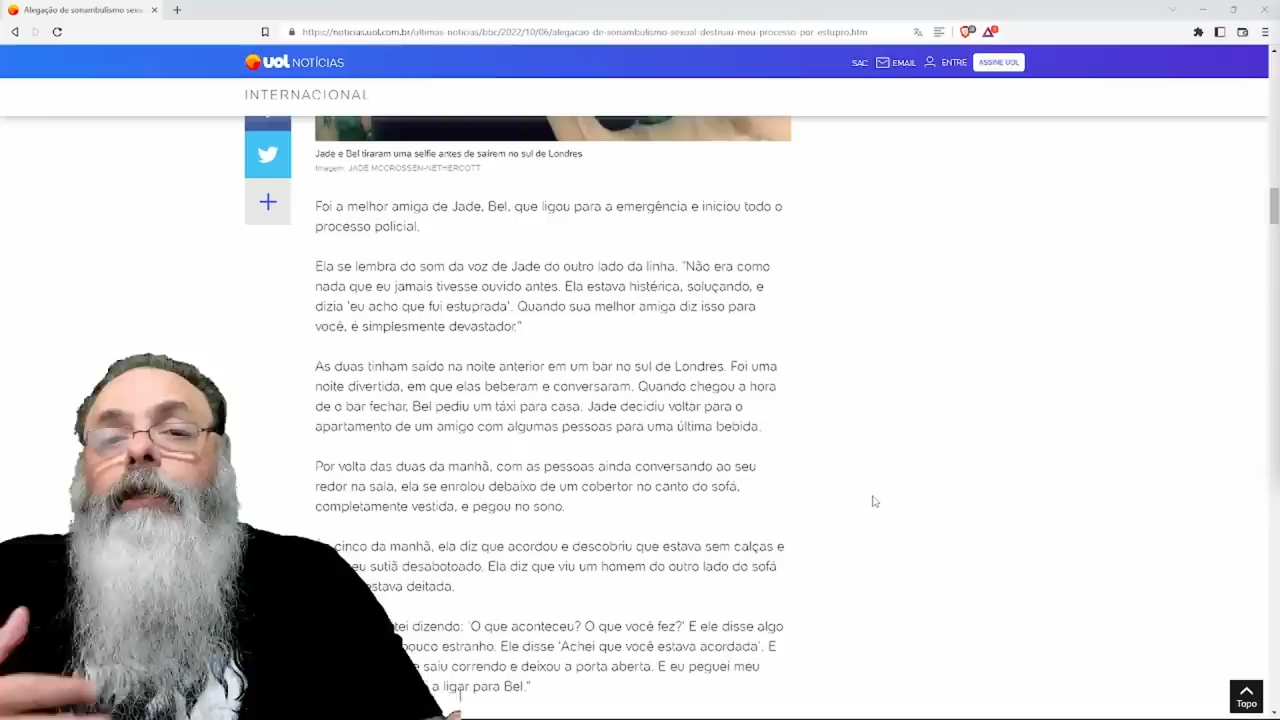 Alegação de sonambulismo sexu
https://noticias.uol.com.br/ultimas-noticias/bbc/2022/10/06/alegacao-de-sonambulismo-sexual-destruiu-meu-processo-por-estupro.htm
UOL NOTÍCIAS
SAC EMAIL ENTRE ASSINE UOL
INTERNACIONAL
Jade e Bel tiraram uma selfie antes de saírem no sul de Londres
Imagem: JADE MCCROSSEN-NETHERCOTT
Foi a melhor amiga de Jade, Bel, que ligou para a emergência e iniciou todo o
processo policial.
Ela se lembra do som da voz de Jade do outro lado da linha. "Não era como
nada que eu jamais tivesse ouvido antes. Ela estava histérica, soluçando, e
dizia 'eu acho que fui estuprada'. Quando sua melhor amiga diz isso para
você, é simplesmente devastador."
As duas tinham saído na noite anterior em um bar no sul de Londres. Foi uma
noite divertida, em que elas beberam e conversaram. Quando chegou a hora
de o bar fechar, Bel pediu um táxi para casa. Jade decidiu voltar para o
apartamento de um amigo com algumas pessoas para uma última bebida.
Por volta das duas da manhã, com as pessoas ainda conversando ao seu
redor na sala, ela se enrolou debaixo de um cobertor no canto do sofá,
completamente vestida, e pegou no sono.
cinco da manhã, ela diz que acordou e descobriu que estava sem calças e
eu sutiã desabotoado. Ela diz que viu um homem do outro lado do sofá
estava deitada.
tei dizendo: 'O que aconteceu? O que você fez?' E ele disse algo
pouco estranho. Ele disse 'Achei que você estava acordada'. E
e saiu correndo e deixou a porta aberta. E eu peguei meu
a ligar para Bel."
Topo